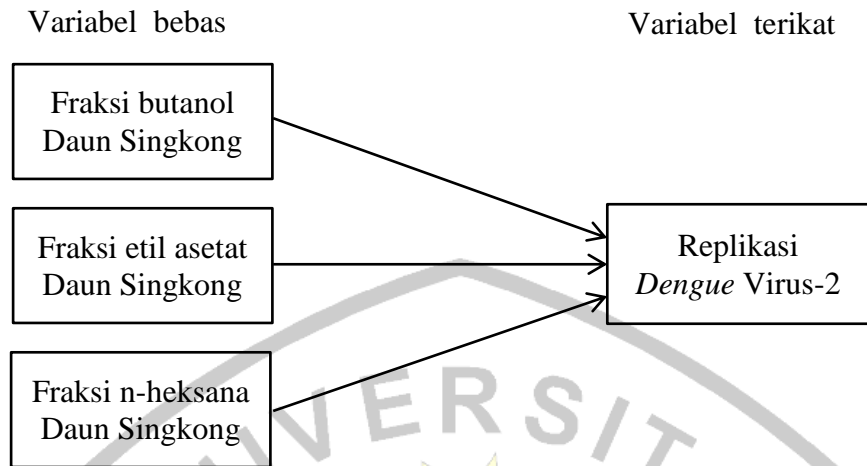 Variabel bebas
Variabel terikat
Fraksi butanol
Daun Singkong
Fraksi etil asetat
Daun Singkong
Replikasi
Dengue Virus-2
Fraksi n-heksana
Daun Singkong
VERSIT